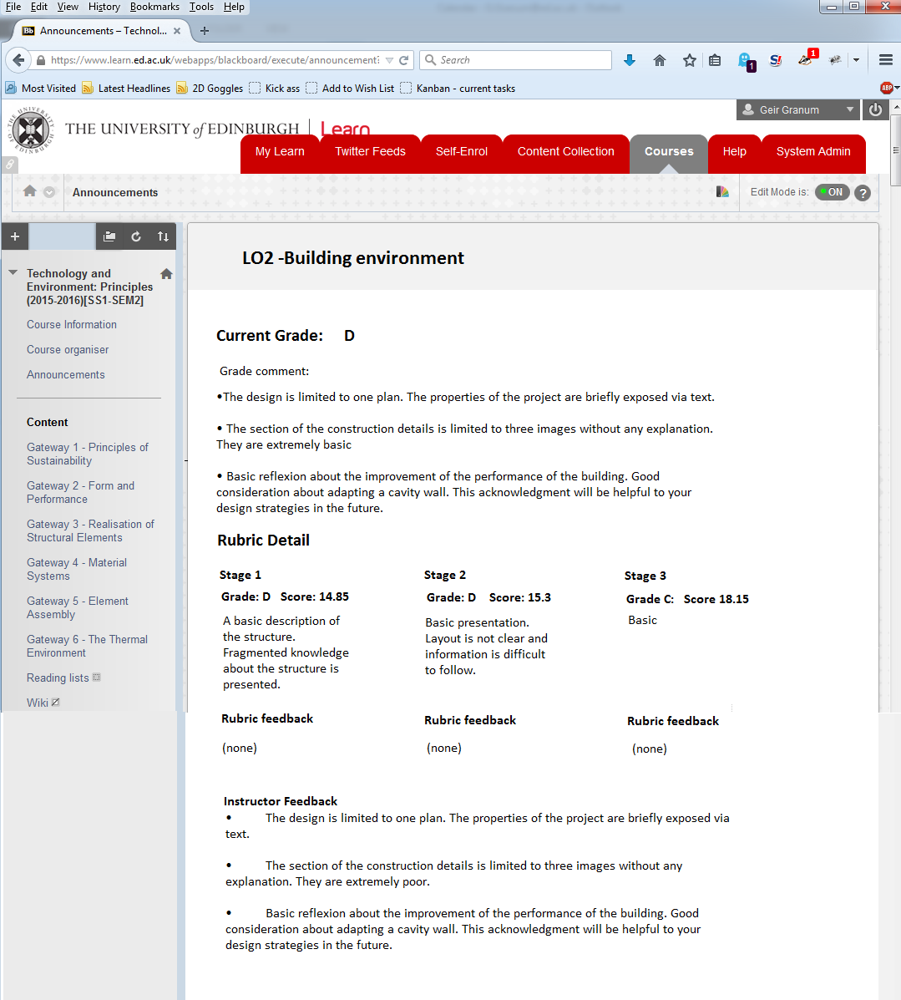 File Edit View History Bookmarks Tools Help
Bb Announcements – Technol...
https://www.learn.ed.ac.uk/webapps/blackboard/execute/announcement?
Search
1
1
S!
Most Visited Latest Headlines 2D Goggles Kick ass Add to Wish List Kanban - current tasks
ABP
Geir Granum
THE UNIVERSITY of EDINBURGH Learn
My Learn Twitter Feeds Self-Enrol Content Collection Courses Help System Admin
Announcements
Edit Mode is: ON ?
LO2 -Building environment
Technology and
Environment: Principles
(2015-2016)[SS1-SEM2]
Course Information
Course organiser
Announcements
Content
Gateway 1 - Principles of
Sustainability
Gateway 2 - Form and
Performance
Gateway 3 - Realisation of
Structural Elements
Gateway 4 - Material
Systems
Gateway 5 - Element
Assembly
Gateway 6 - The Thermal
Environment
Reading lists
Wiki
Current Grade: D
Grade comment:
•The design is limited to one plan. The properties of the project are briefly exposed via text.
• The section of the construction details is limited to three images without any explanation.
They are extremely basic
• Basic reflexion about the improvement of the performance of the building. Good
consideration about adapting a cavity wall. This acknowledgment will be helpful to your
design strategies in the future.
Rubric Detail
Stage 1
Grade: D Score: 14.85
A basic description of
the structure.
Fragmented knowledge
about the structure is
presented.
Rubric feedback
(none)
Stage 2
Grade: D Score: 15.3
Basic presentation.
Layout is not clear and
information is difficult
to follow.
Rubric feedback
(none)
Stage 3
Grade C: Score 18.15
Basic
Rubric feedback
(none)
Instructor Feedback
• The design is limited to one plan. The properties of the project are briefly exposed via
text.
• The section of the construction details is limited to three images without any
explanation. They are extremely poor.
• Basic reflexion about the improvement of the performance of the building. Good
consideration about adapting a cavity wall. This acknowledgment will be helpful to your
design strategies in the future.